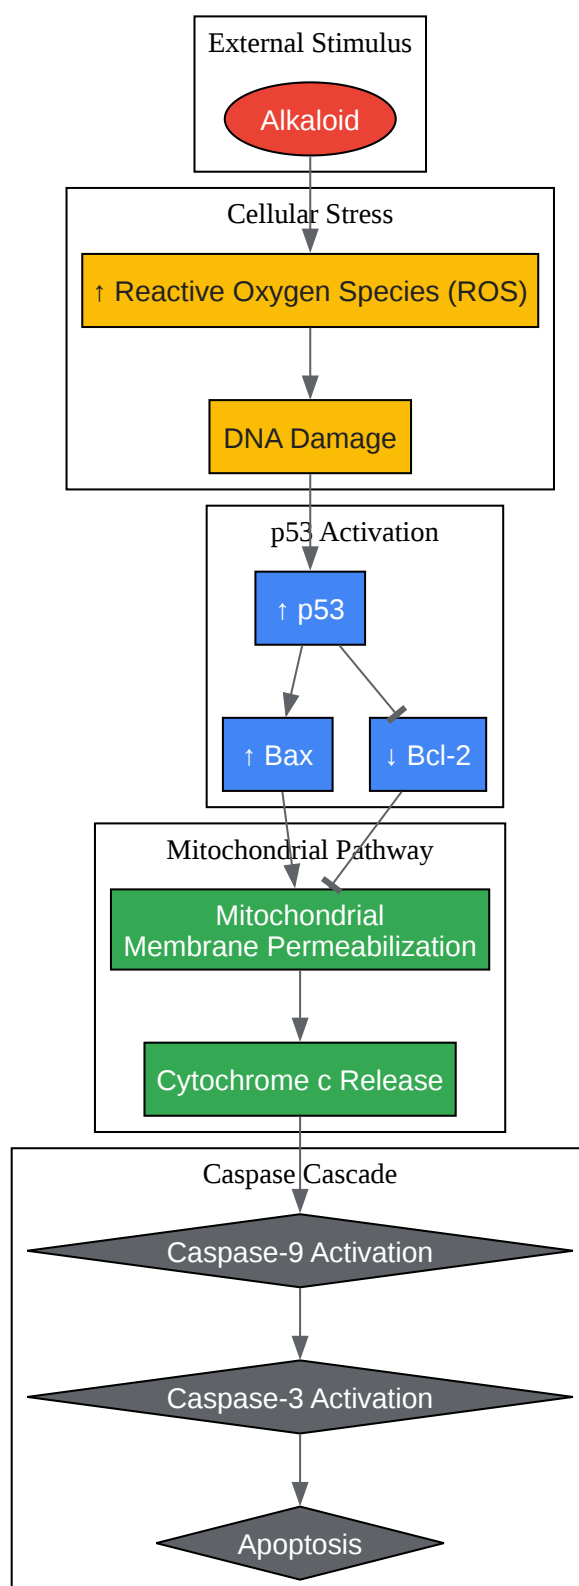 External Stimulus
Alkaloid
Cellular Stress
↑ Reactive Oxygen Species (ROS)
DNA Damage
p53 Activation
↑ p53
↑ Bax
↓ Bcl-2
Mitochondrial Pathway
Mitochondrial
Membrane Permeabilization
Cytochrome c Release
Caspase Cascade
Caspase-9 Activation
Caspase-3 Activation
Apoptosis